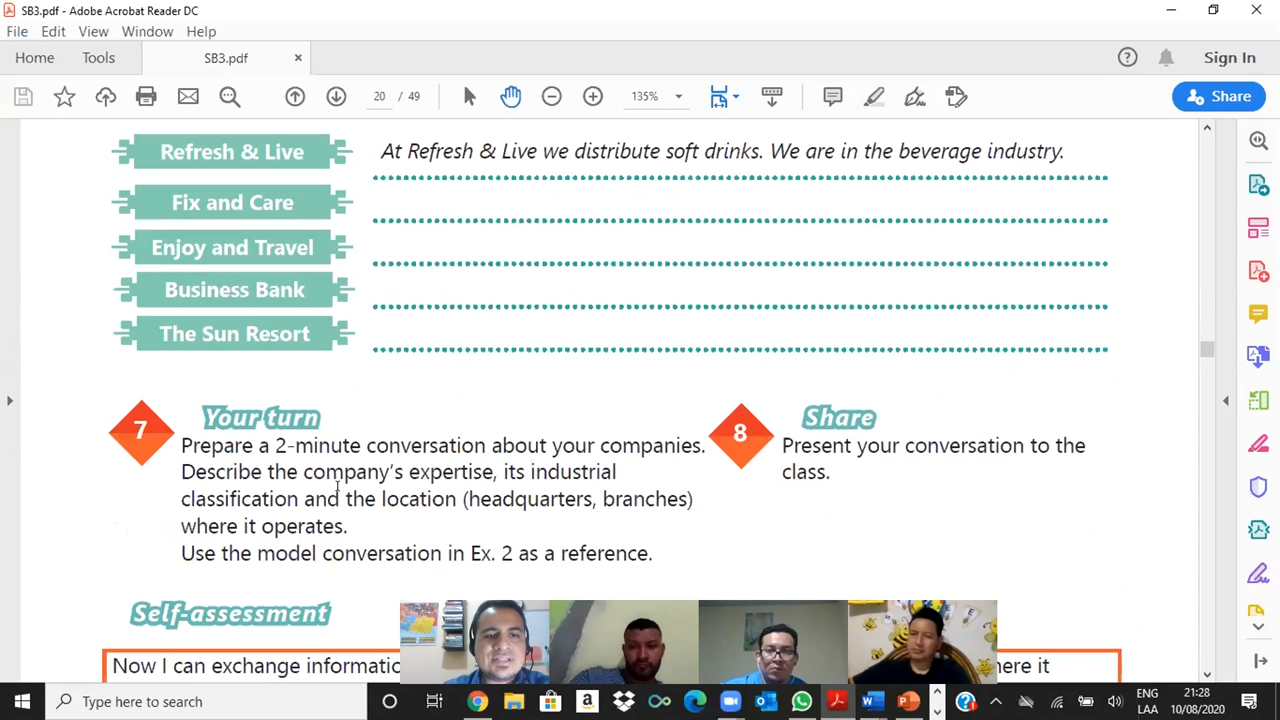 SB3.pdf - Adobe Acrobat Reader DC
File Edit View Window Help
Home Tools SB3.pdf × Sign In
20 / 49 135% Share
Refresh & Live At Refresh & Live we distribute soft drinks. We are in the beverage industry.
Fix and Care
Enjoy and Travel
Business Bank
The Sun Resort
7 Your turn
Prepare a 2-minute conversation about your companies.
Describe the company's expertise, its industrial
classification and the location (headquarters, branches)
where it operates.
Use the model conversation in Ex. 2 as a reference.
8 Share
Present your conversation to the
class.
Self-assessment
Now I can exchange informatio
here it
Type here to search
ENG 21:28
LAA 10/08/2020